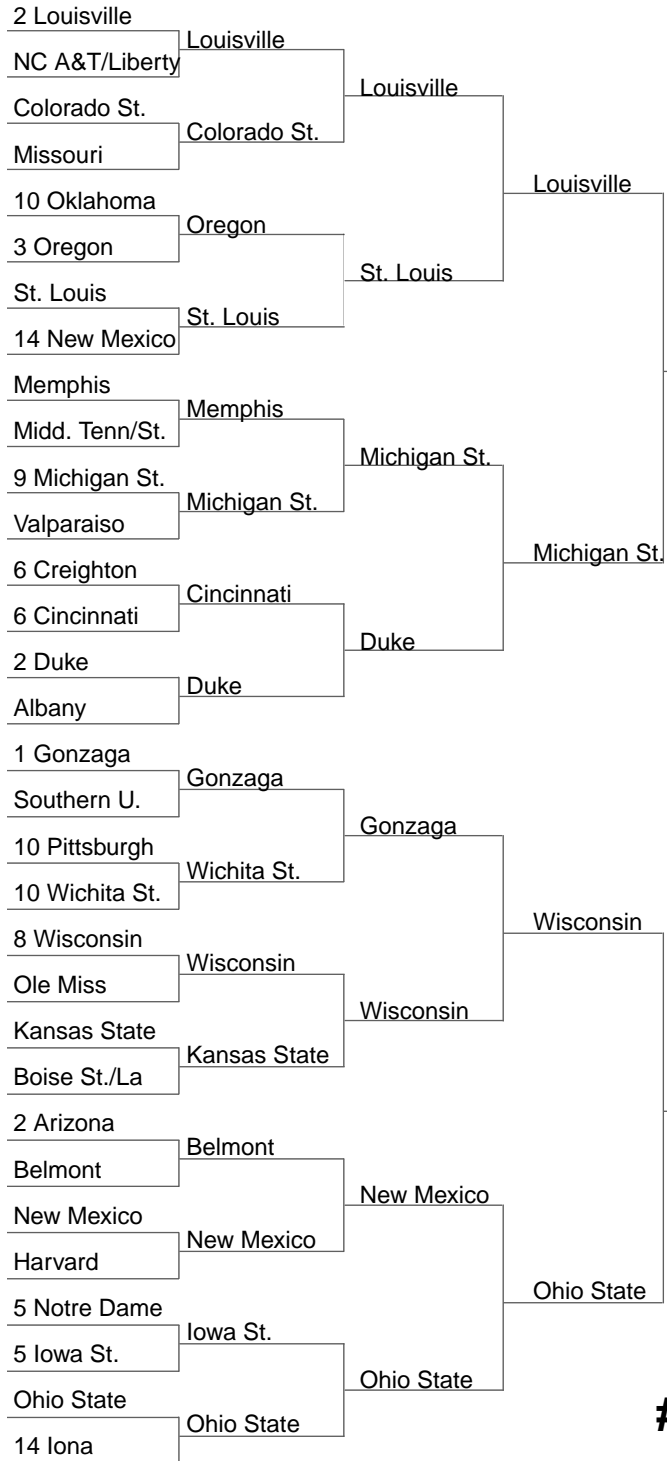 2 Louisville
NC A&T/Liberty
Colorado St.
Missouri
10 Oklahoma
3 Oregon
St. Louis
14 New Mexico
Memphis
Midd. Tenn/St.
9 Michigan St.
Valparaiso
6 Creighton
6 Cincinnati
2 Duke
Albany
1 Gonzaga
Southern U.
10 Pittsburgh
10 Wichita St.
8 Wisconsin
Ole Miss
Kansas State
Boise St./La
2 Arizona
Belmont
New Mexico
Harvard
5 Notre Dame
5 Iowa St.
Ohio State
14 Iona
Louisville
Colorado St.
Oregon
St. Louis
Memphis
Michigan St.
Cincinnati
Duke
Gonzaga
Wichita St.
Wisconsin
Kansas State
Belmont
New Mexico
Iowa St.
Ohio State
Louisville
St. Louis
Michigan St.
Duke
Gonzaga
Wisconsin
New Mexico
Ohio State
Louisville
Michigan St.
Wisconsin
Ohio State
#